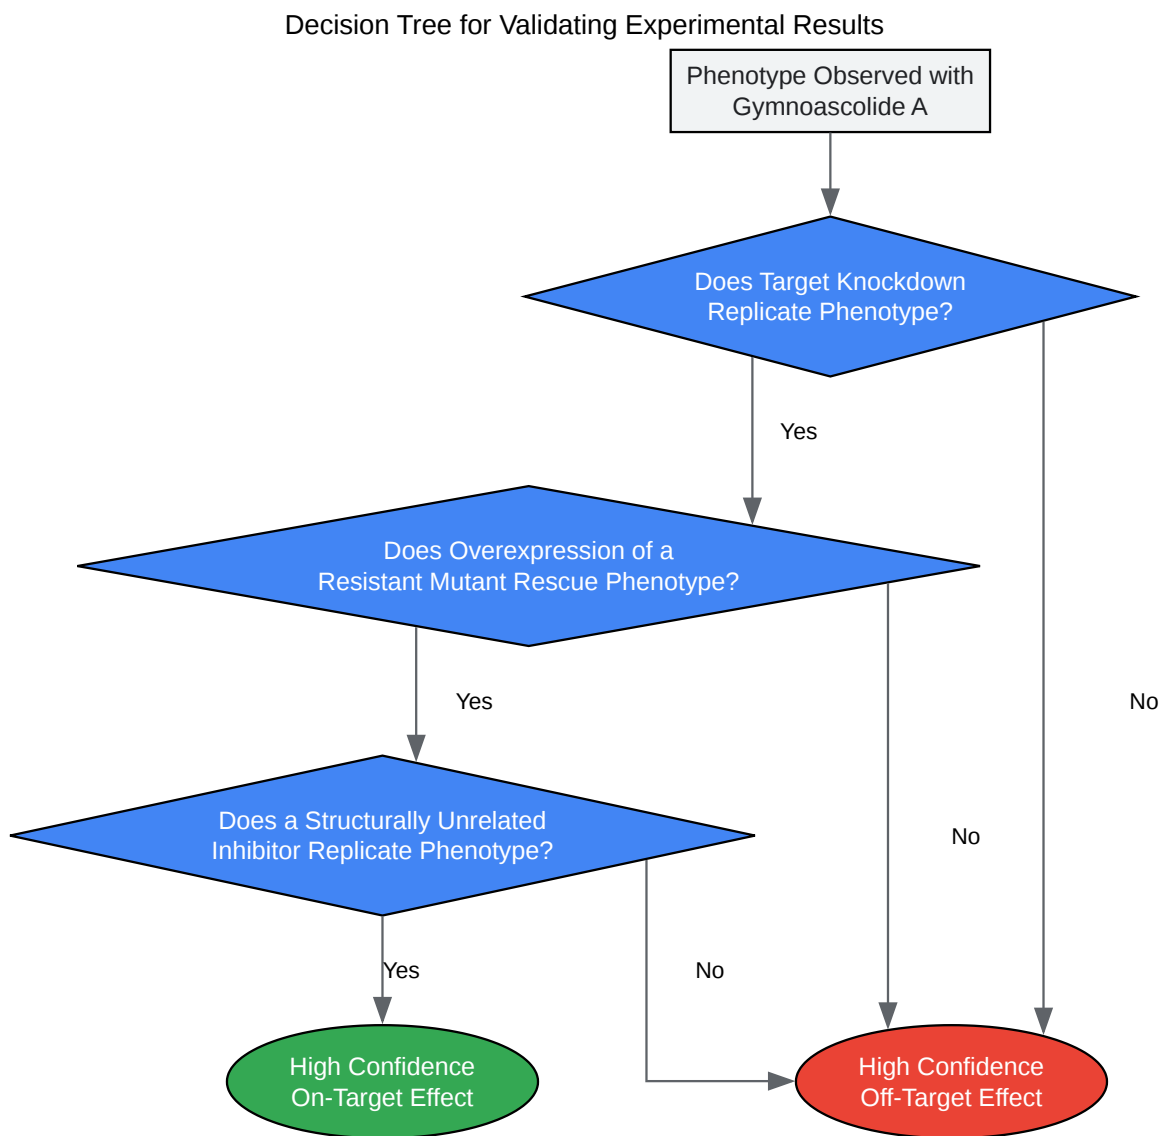 Decision Tree for Validating Experimental Results
Phenotype Observed with
Gymnoascolide A
Does Target Knockdown
Replicate Phenotype?
Yes
Does Overexpression of a
Resistant Mutant Rescue Phenotype?
Yes
No
Does a Structurally Unrelated
Inhibitor Replicate Phenotype?
No
Yes
No
High Confidence
On-Target Effect
High Confidence
Off-Target Effect